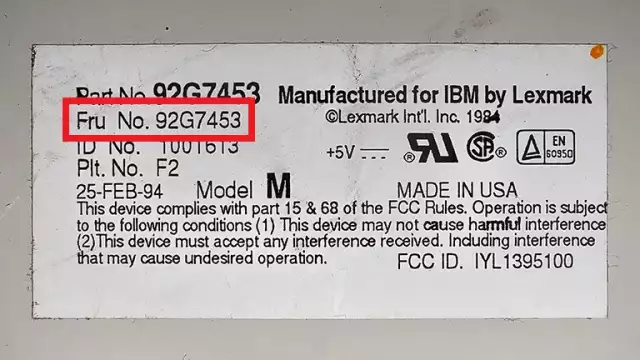 Part No. 92G7453 Manufactured for IBM by Lexmark
Fru No. 92G7453 ©Lexmark Int'l. Inc. 1984
ID No. 1001613 +5V ® SP ® EN 60950
Plt. No. F2
25-FEB-94 Model M MADE IN USA
This device complies with part 15 & 68 of the FCC Rules. Operation is subject
to the following conditions (1) This device may not cause harmful interference
(2)This device must accept any interference received. Including interference
that may cause undesired operation. FCC ID. IYL1395100